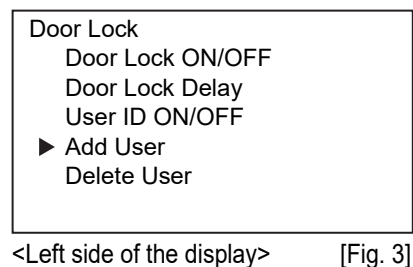 Door Lock
Door Lock ON/OFF
Door Lock Delay
User ID ON/OFF
▶ Add User
Delete User
<Left side of the display> [Fig. 3]